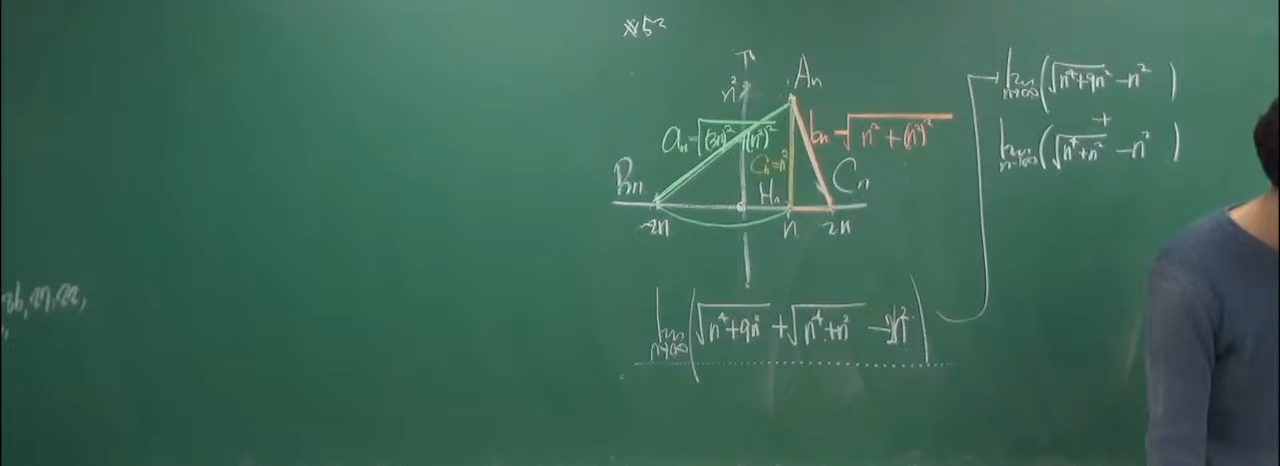 ※52
n²
Aₙ
aₙ=√(3n)²+(n²)²
bₙ=√n²+(n²)²
Cₙ=n²
Bₙ
Hₙ
Cₙ
-2n
n
2n
lim n→∞ (√n⁴+9n² + √n⁴+n² - 2n²)
lim n→∞ (√n⁴+9n² - n²)
+
lim n→∞ (√n⁴+n² - n²)